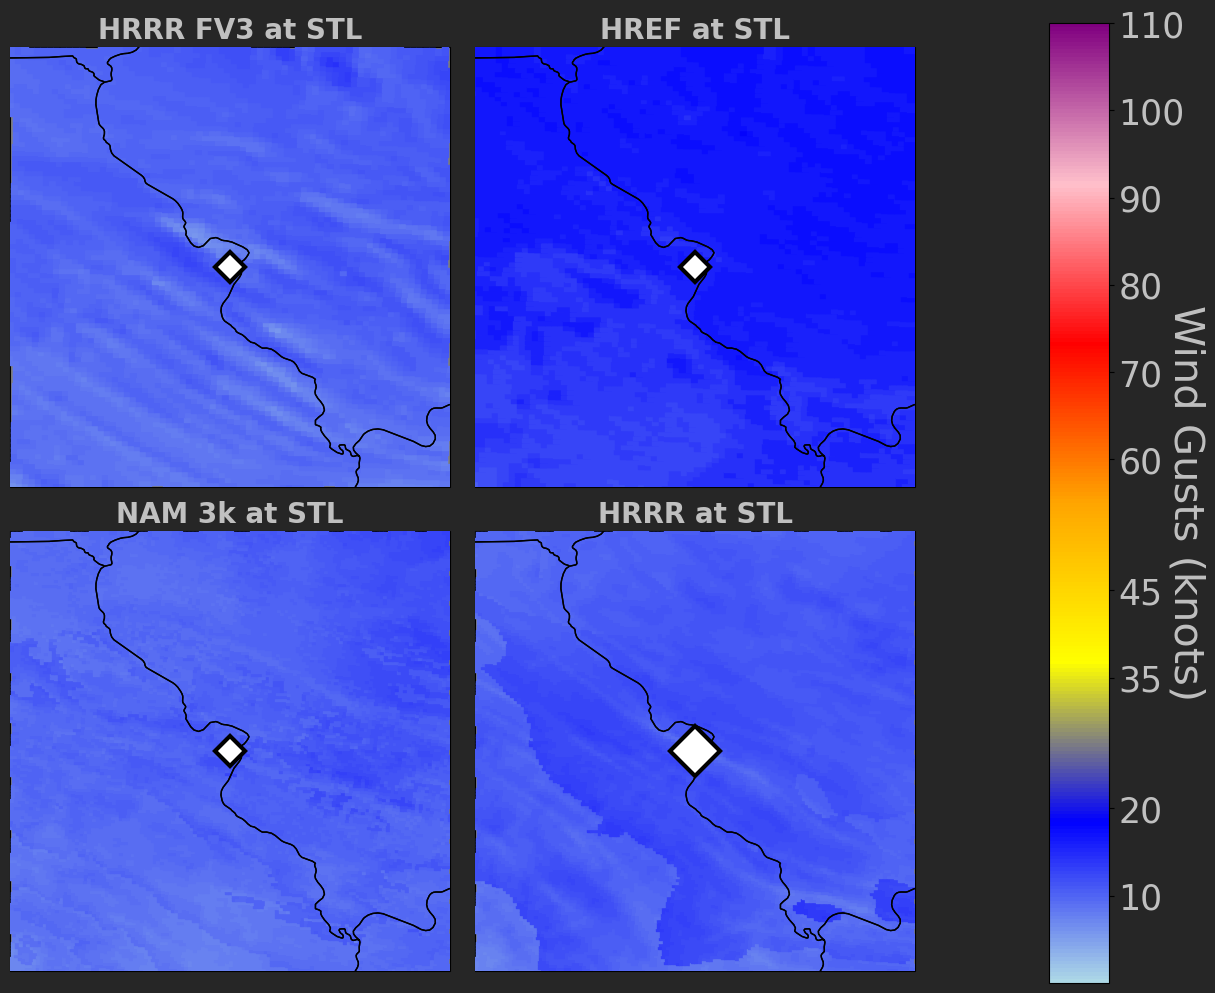 HRRR FV3 at STL
HREF at STL
NAM 3k at STL
HRRR at STL
110
100
90
80
70
60
45
35
20
10
Wind Gusts (knots)